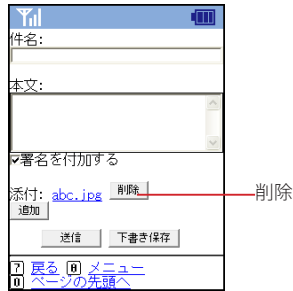 件名:
本文:
署名を付加する
添付: abc.jpg 削除 削除
追加
送信 下書き保存
7 戻る 8 メニュー
0 ページの先頭へ